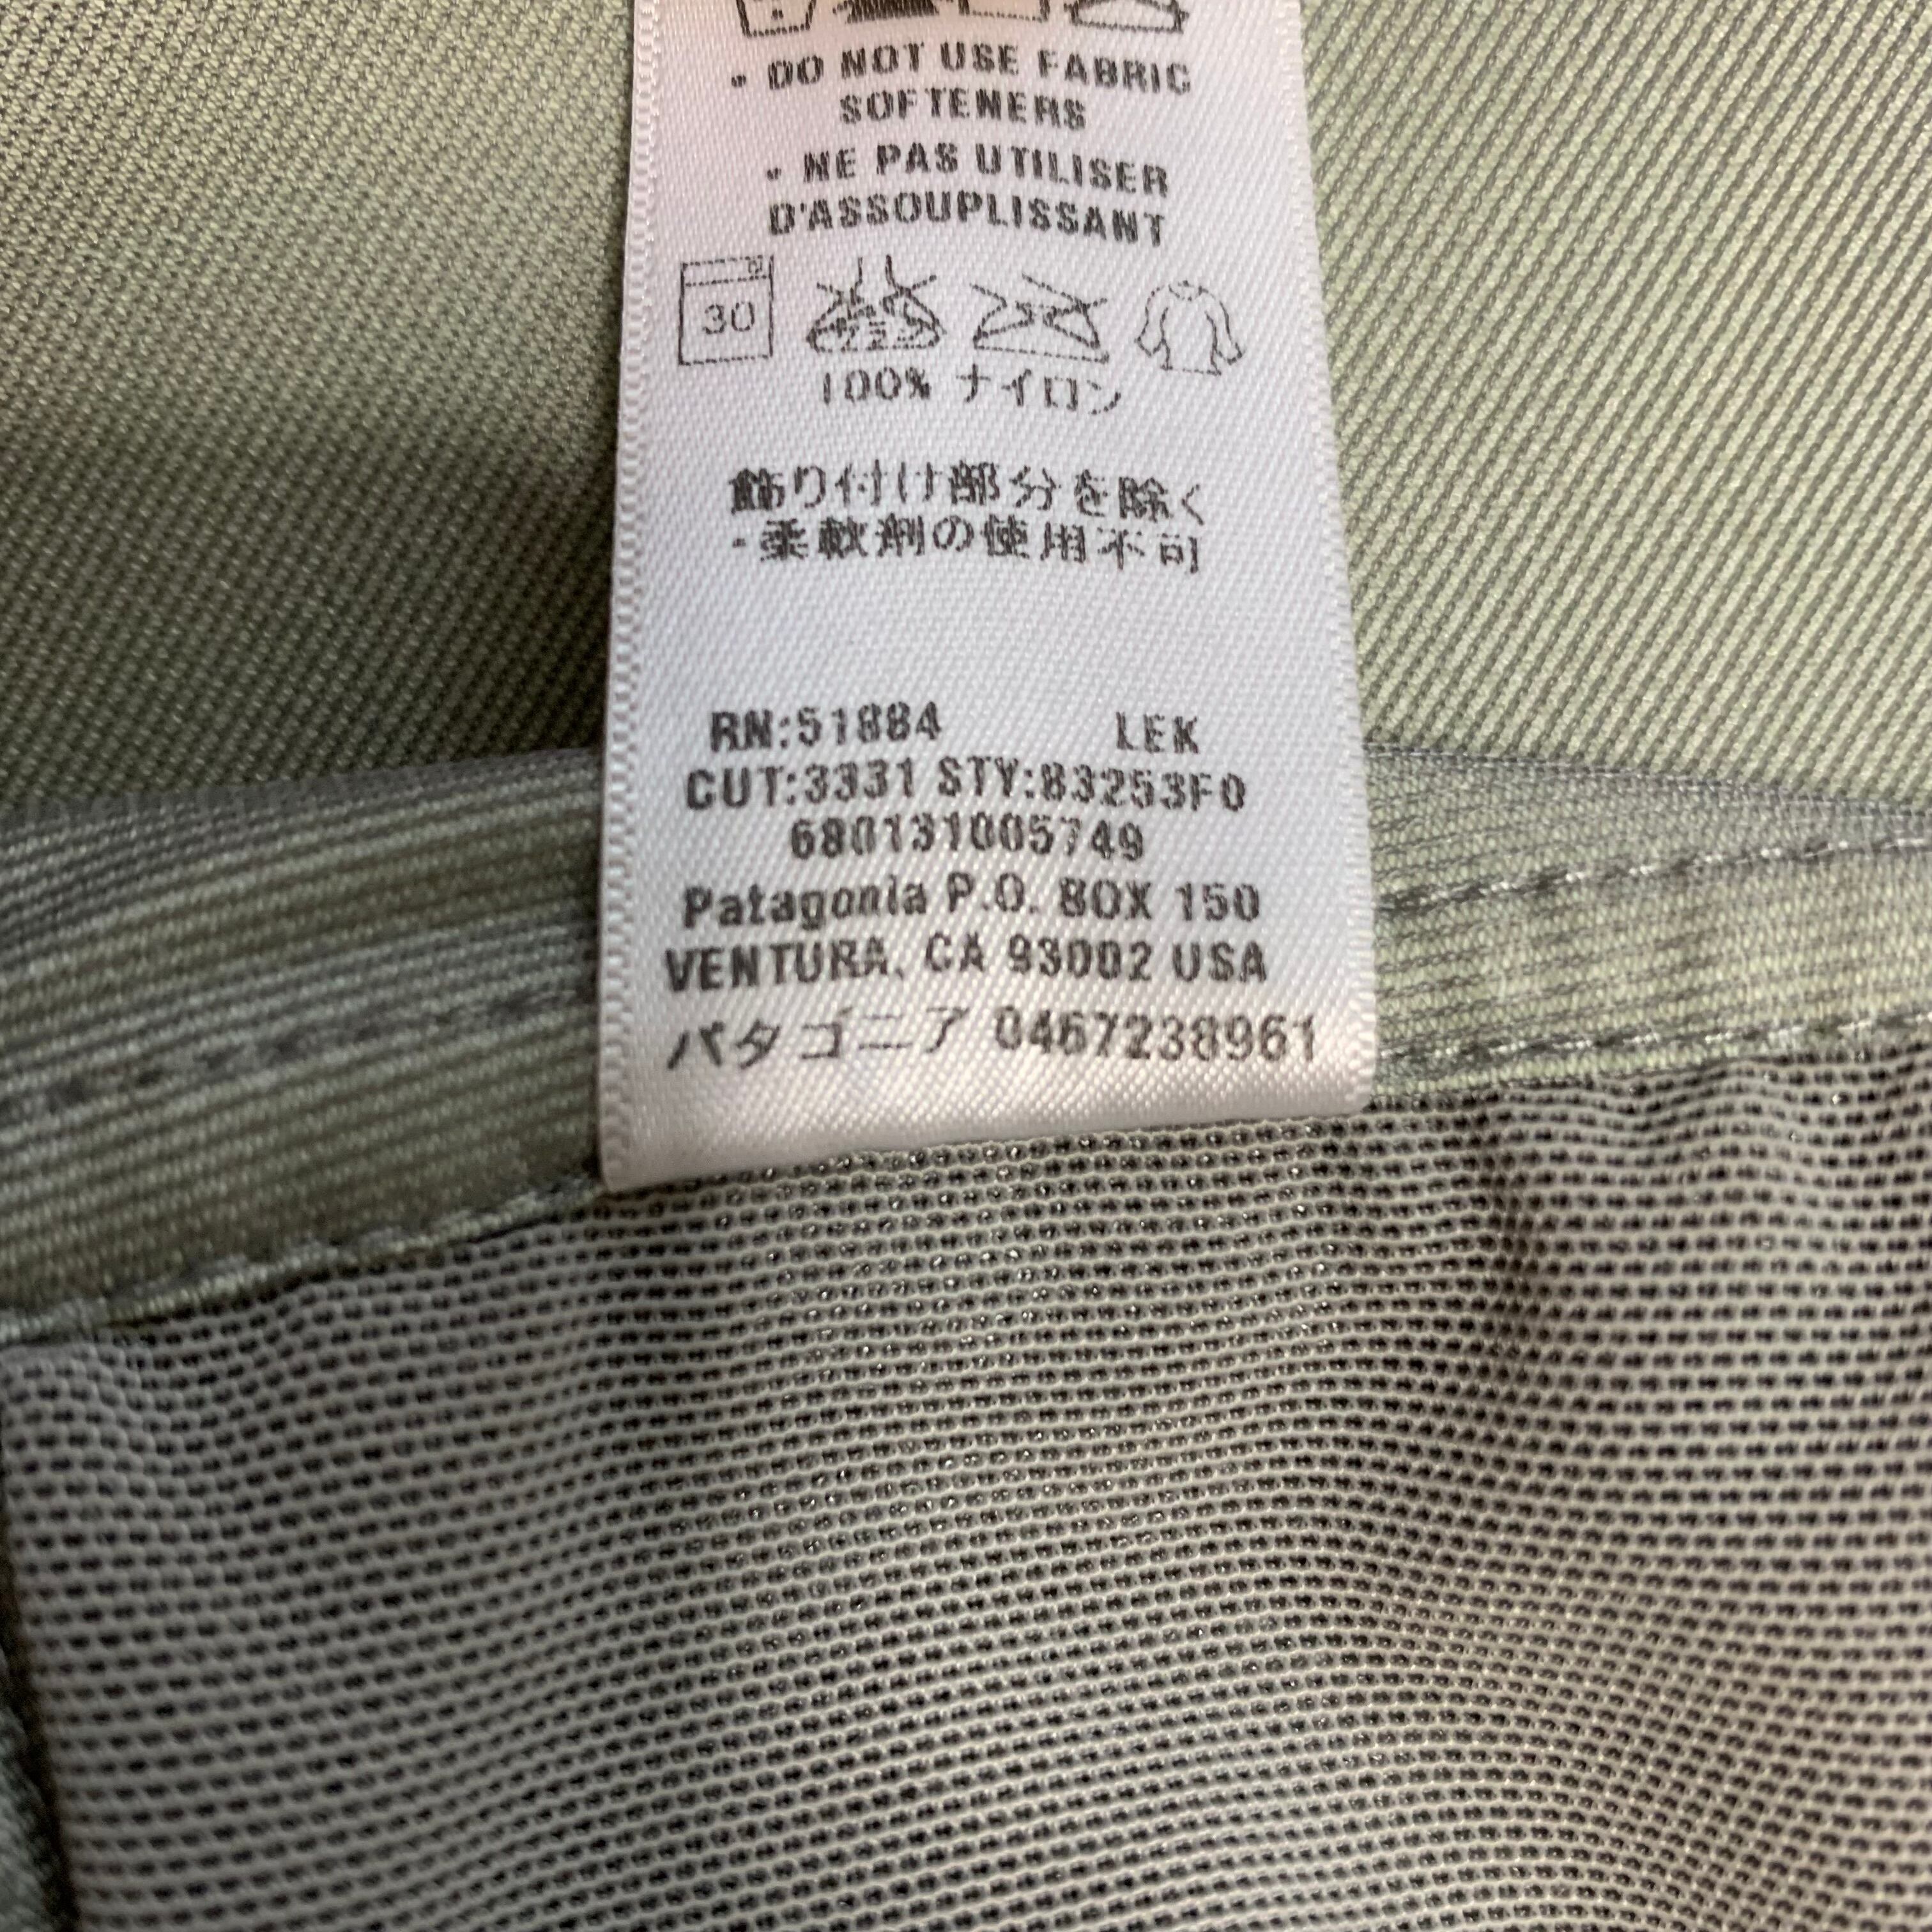 • DO NOT USE FABRIC
SOFTENERS
• NE PAS UTILISER
D'ASSOUPLISSANT
30
100% ナイロン
飾り付け部分を除く
・柔軟剤の使用不可
RN:51884 LEK
CUT:3331 STY:83253F0
680131005749
Patagonia P.O. BOX 150
VENTURA, CA 93002 USA
パタゴニア 0467238961